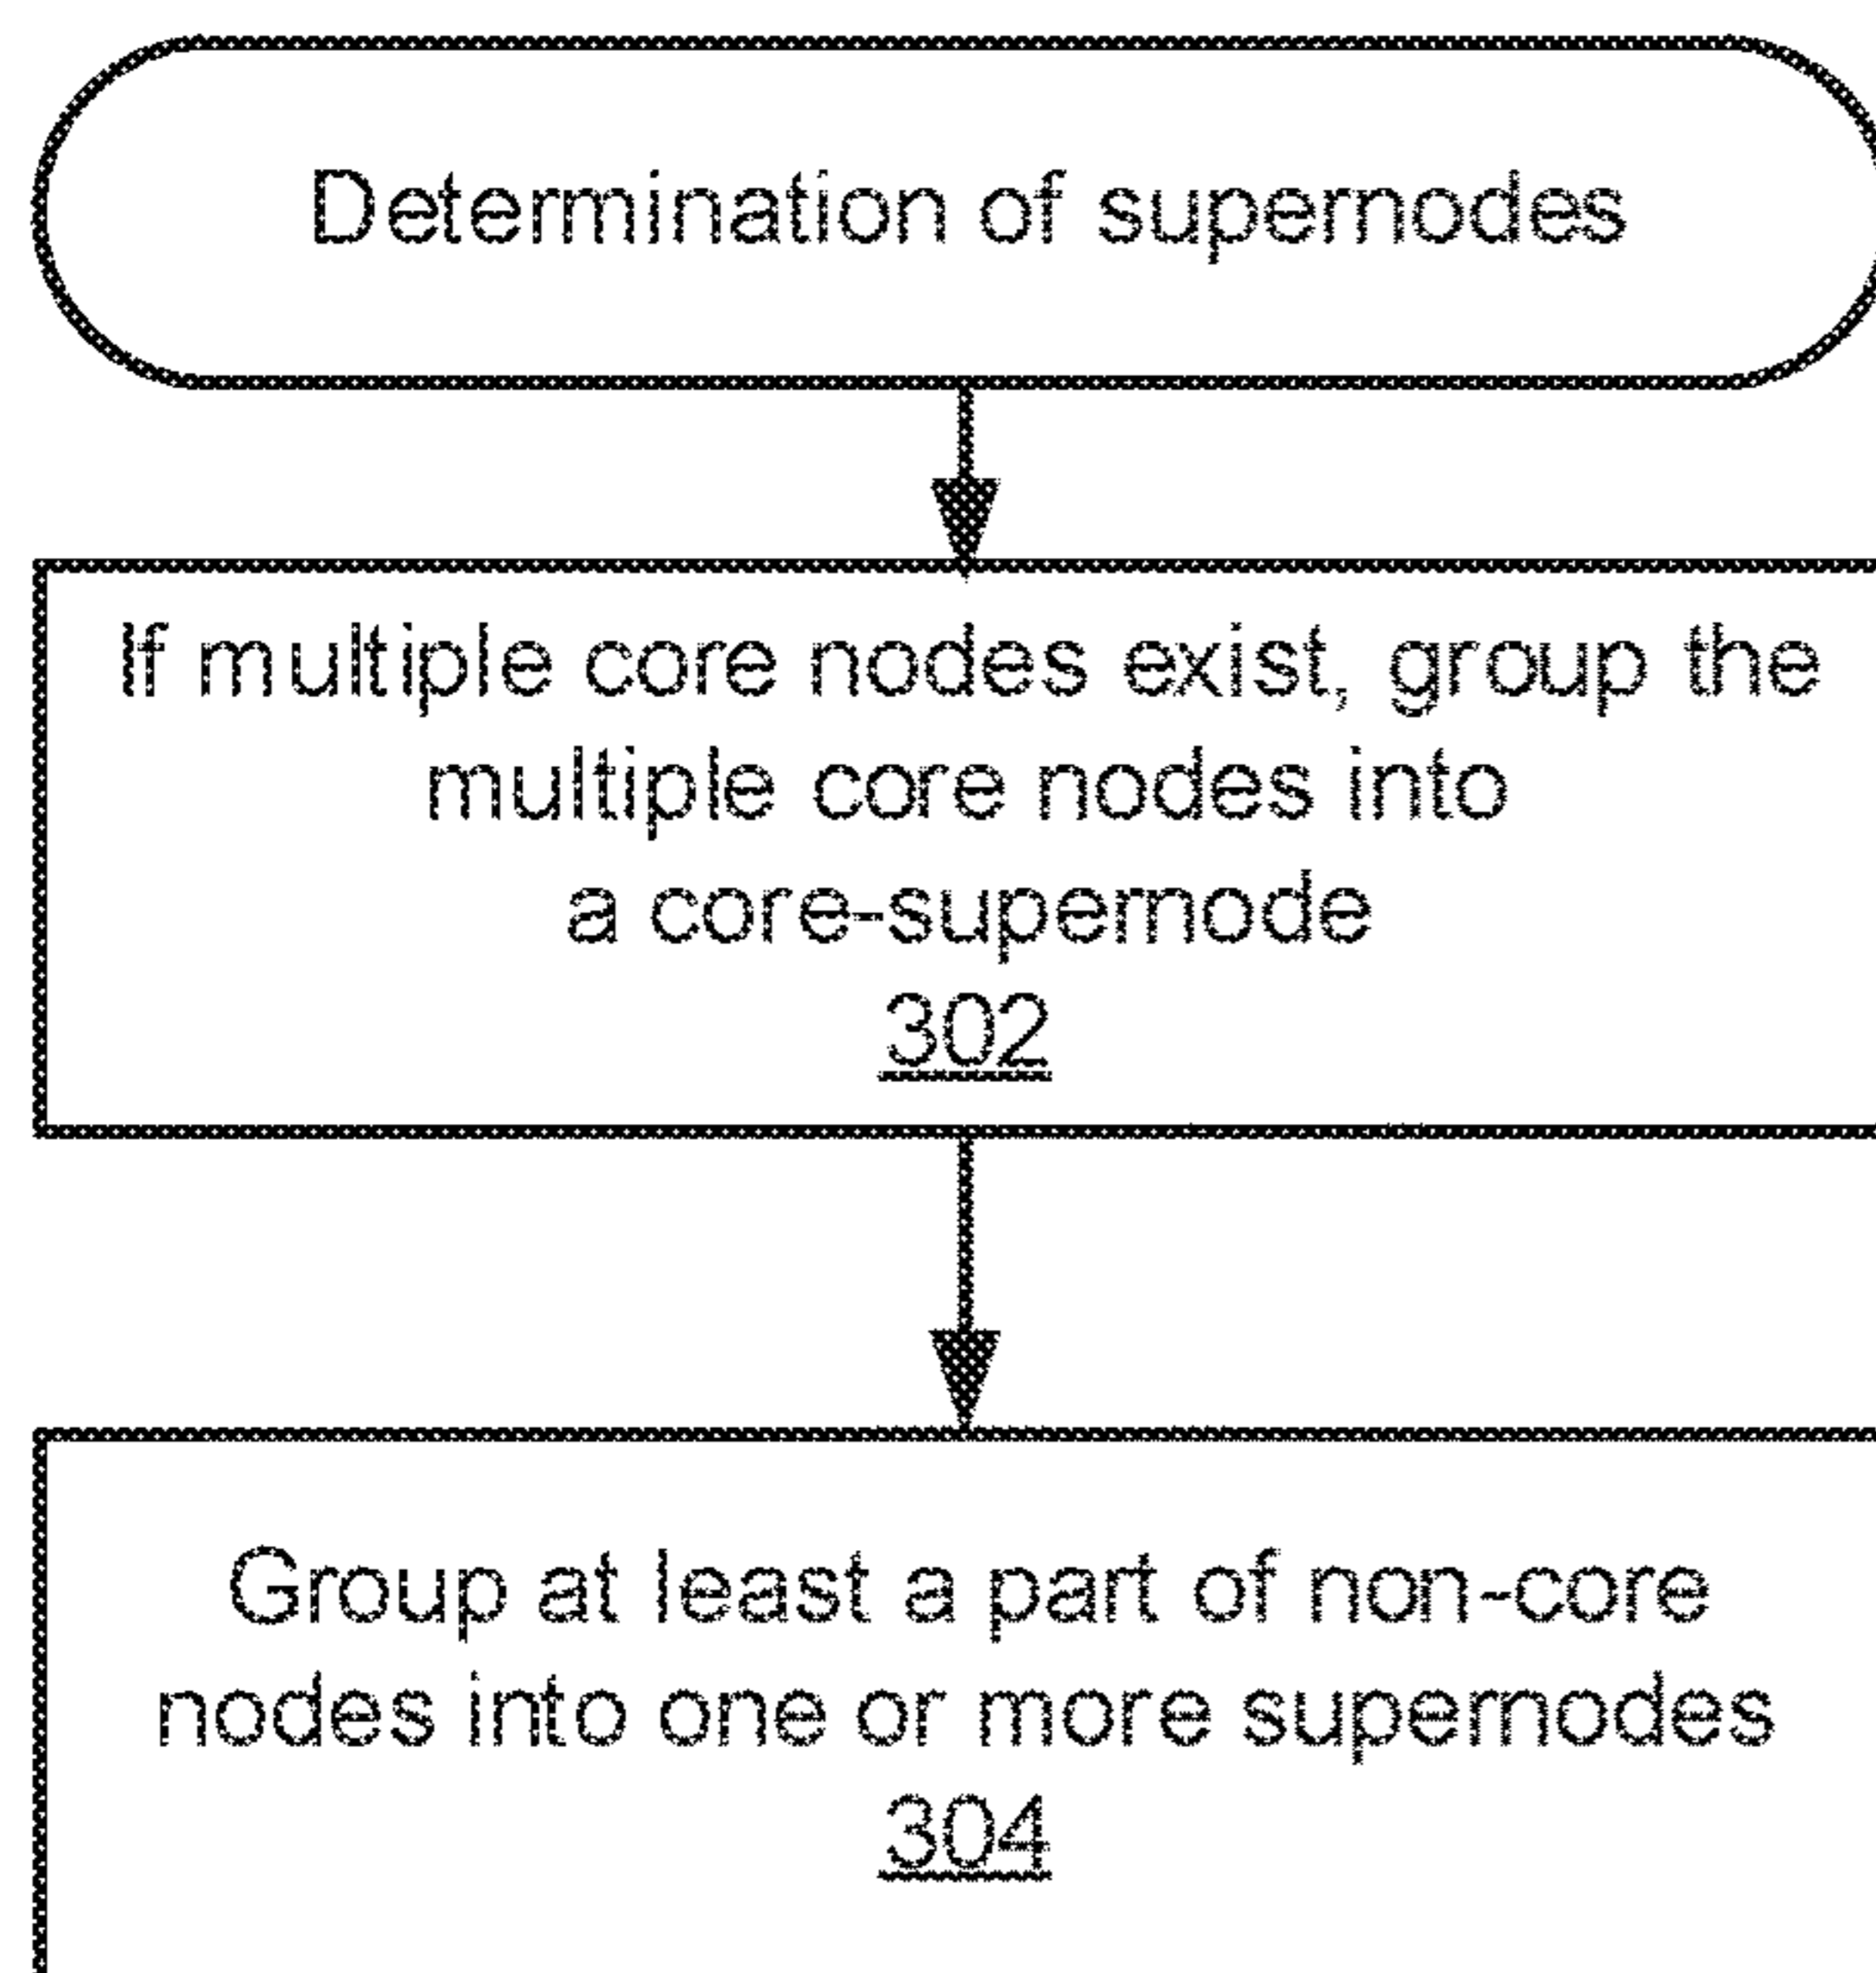 Determination of supernodes
If multiple core nodes exist, group the
multiple core nodes into
a core-supernode
302
Group at least a part of non-core
nodes into one or more supernodes
304